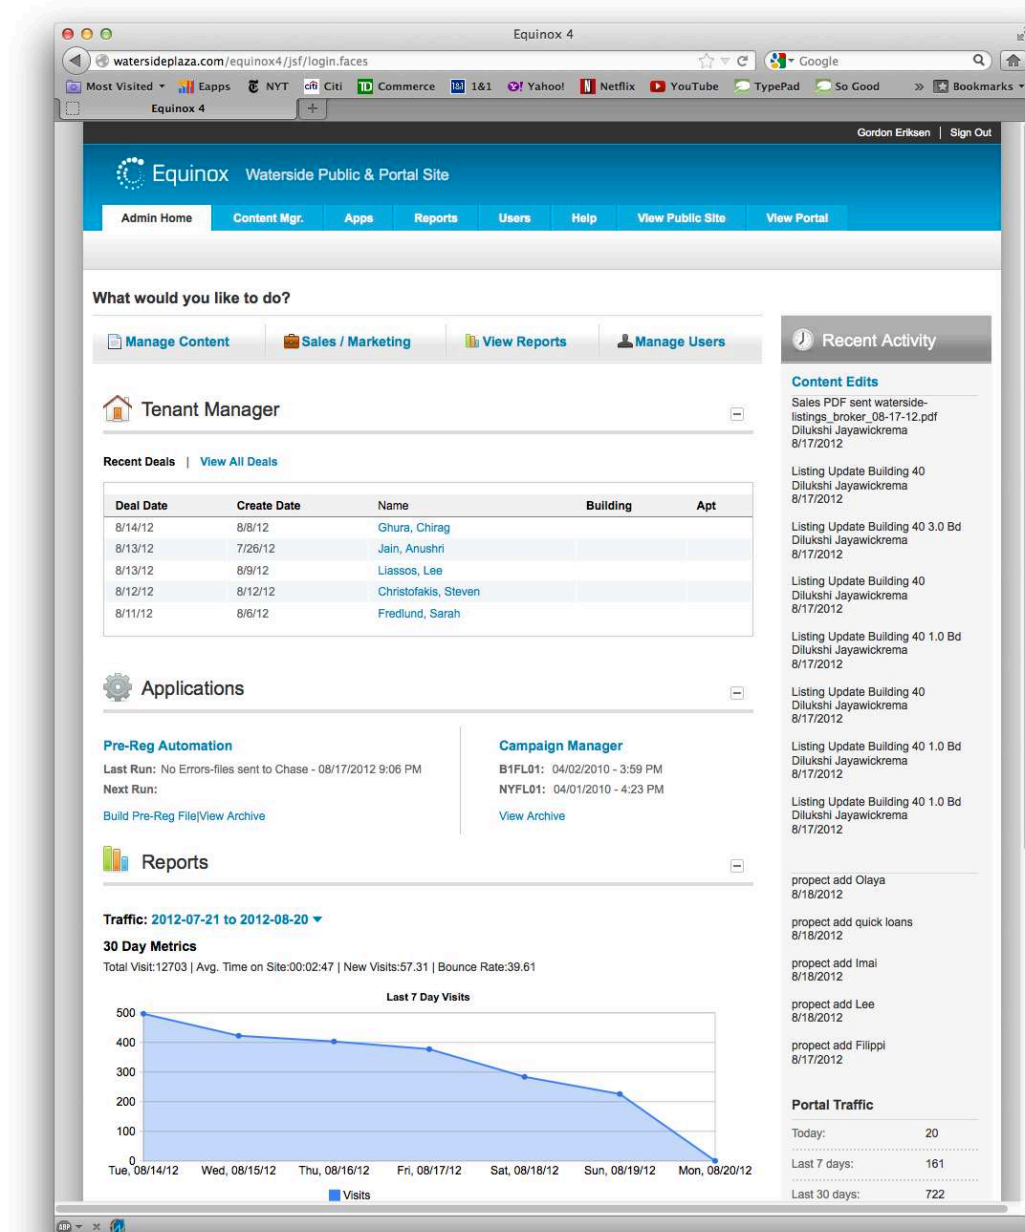 Equinox 4
watersideplaza.com/equinox4/jsf/login.faces
Google
Most Visited Eapps NYT citi Citi TD Commerce 1&1 1&1 Yahoo! Netflix YouTube TypePad So Good » Bookmarks
Equinox 4 +
Gordon Eriksen | Sign Out
Equinox Waterside Public & Portal Site
Admin Home Content Mgr. Apps Reports Users Help View Public Site View Portal
What would you like to do?
Manage Content Sales / Marketing View Reports Manage Users
Tenant Manager
Recent Deals | View All Deals
Deal Date Create Date Name Building Apt
8/14/12 8/8/12 Ghura, Chirag
8/13/12 7/26/12 Jain, Anushri
8/13/12 8/9/12 Liassos, Lee
8/12/12 8/12/12 Christofakis, Steven
8/11/12 8/6/12 Fredlund, Sarah
Applications
Pre-Reg Automation
Last Run: No Errors-files sent to Chase - 08/17/2012 9:06 PM
Next Run:
Build Pre-Reg File|View Archive
Campaign Manager
B1FL01: 04/02/2010 - 3:59 PM
NYFL01: 04/01/2010 - 4:23 PM
View Archive
Reports
Traffic: 2012-07-21 to 2012-08-20
30 Day Metrics
Total Visit:12703 | Avg. Time on Site:00:02:47 | New Visits:57.31 | Bounce Rate:39.61
Last 7 Day Visits
500
400
300
200
100
0
Tue, 08/14/12 Wed, 08/15/12 Thu, 08/16/12 Fri, 08/17/12 Sat, 08/18/12 Sun, 08/19/12 Mon, 08/20/12
Visits
Recent Activity
Content Edits
Sales PDF sent waterside-
listings_broker_08-17-12.pdf
Dilukshi Jayawickrema
8/17/2012
Listing Update Building 40
Dilukshi Jayawickrema
8/17/2012
Listing Update Building 40 3.0 Bd
Dilukshi Jayawickrema
8/17/2012
Listing Update Building 40
Dilukshi Jayawickrema
8/17/2012
Listing Update Building 40 1.0 Bd
Dilukshi Jayawickrema
8/17/2012
Listing Update Building 40
Dilukshi Jayawickrema
8/17/2012
Listing Update Building 40 1.0 Bd
Dilukshi Jayawickrema
8/17/2012
Listing Update Building 40 1.0 Bd
Dilukshi Jayawickrema
8/17/2012
propect add Olaya
8/18/2012
propect add quick loans
8/18/2012
propect add Imai
8/18/2012
propect add Lee
8/18/2012
propect add Filippi
8/17/2012
Portal Traffic
Today: 20
Last 7 days: 161
Last 30 days: 722
ABP